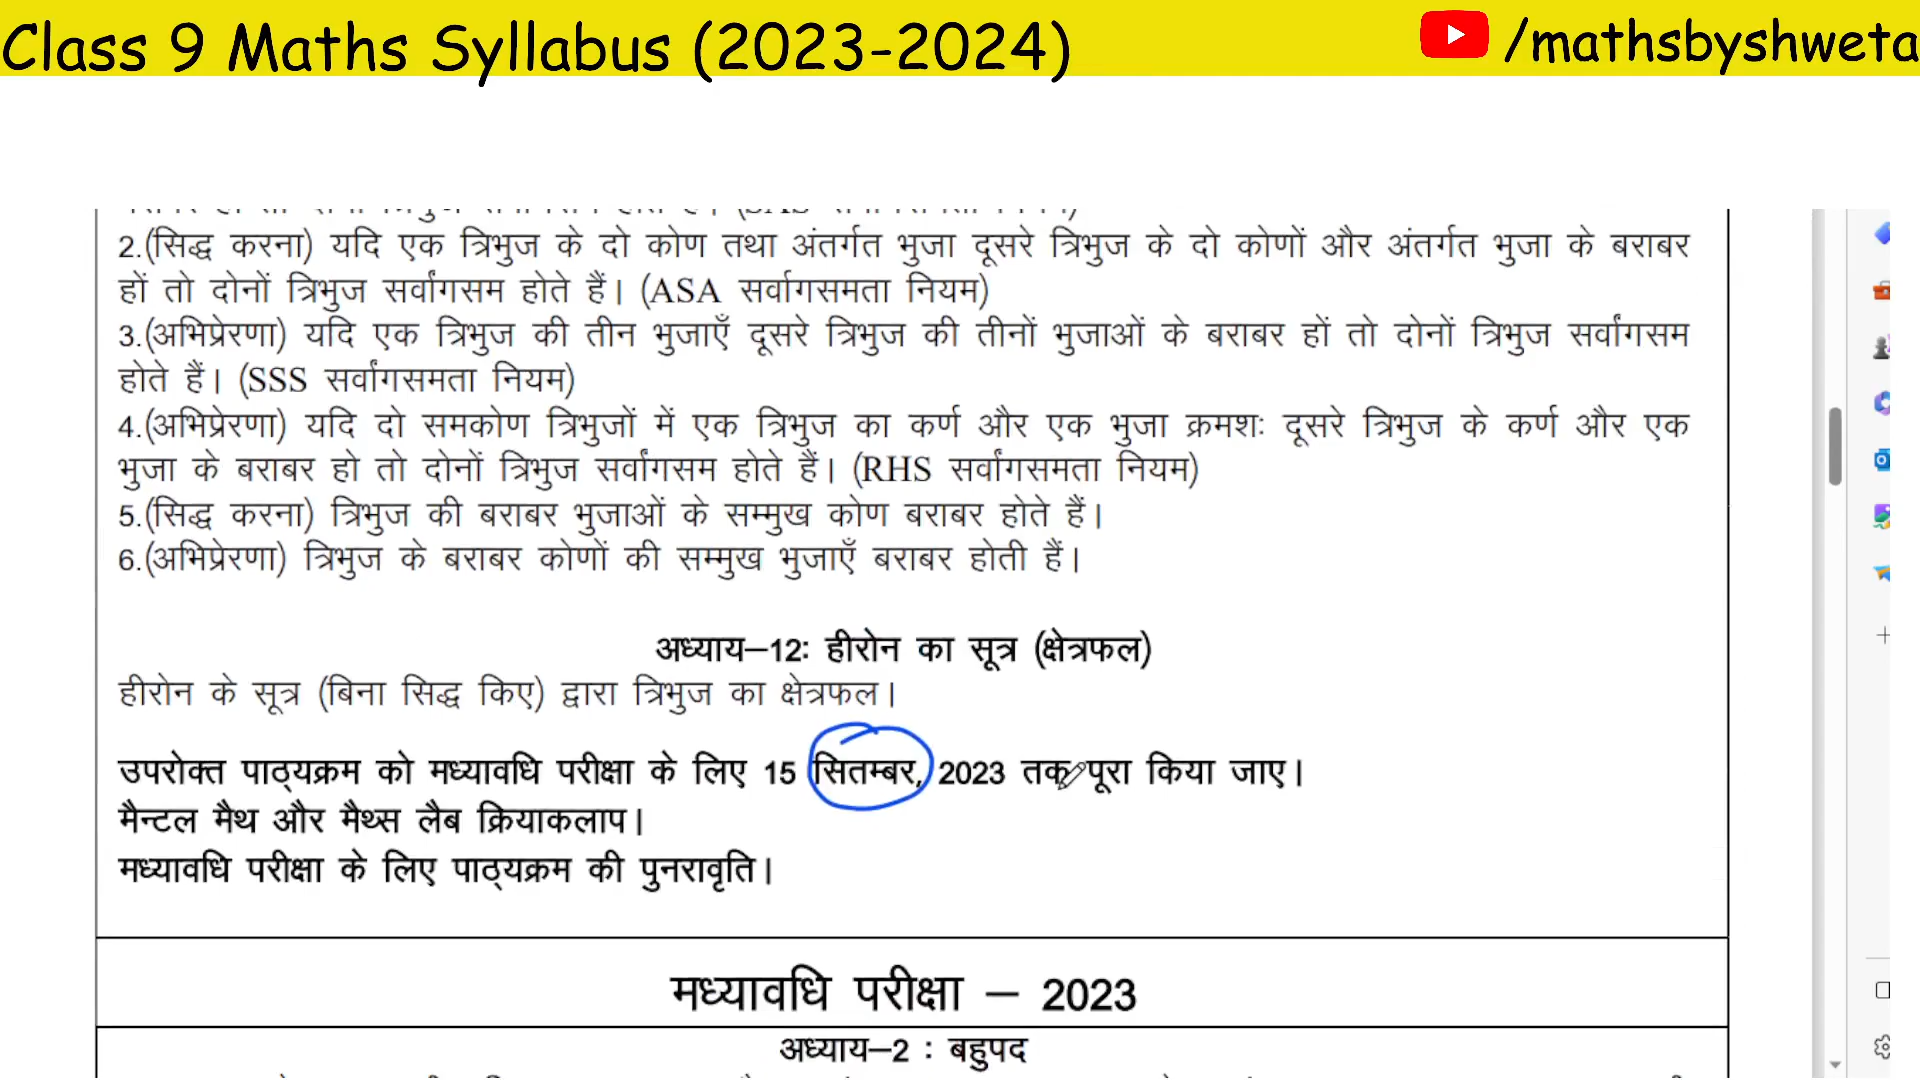 Class 9 Maths Syllabus (2023-2024)
/mathsbyshweta
2.(सिद्ध करना) यदि एक त्रिभुज के दो कोण तथा अंतर्गत भुजा दूसरे त्रिभुज के दो कोणों और अंतर्गत भुजा के बराबर
हों तो दोनों त्रिभुज सर्वांगसम होते हैं। (ASA सर्वागसमता नियम)
3.(अभिप्रेरणा) यदि एक त्रिभुज की तीन भुजाएँ दूसरे त्रिभुज की तीनों भुजाओं के बराबर हों तो दोनों त्रिभुज सर्वांगसम
होते हैं। (SSS सर्वांगसमता नियम)
4.(अभिप्रेरणा) यदि दो समकोण त्रिभुजों में एक त्रिभुज का कर्ण और एक भुजा क्रमशः दूसरे त्रिभुज के कर्ण और एक
भुजा के बराबर हो तो दोनों त्रिभुज सर्वांगसम होते हैं। (RHS सर्वांगसमता नियम)
5.(सिद्ध करना) त्रिभुज की बराबर भुजाओं के सम्मुख कोण बराबर होते हैं।
6.(अभिप्रेरणा) त्रिभुज के बराबर कोणों की सम्मुख भुजाएँ बराबर होती हैं।
अध्याय–12: हीरोन का सूत्र (क्षेत्रफल)
हीरोन के सूत्र (बिना सिद्ध किए) द्वारा त्रिभुज का क्षेत्रफल।
उपरोक्त पाठ्यक्रम को मध्यावधि परीक्षा के लिए 15 सितम्बर, 2023 तक पूरा किया जाए।
मैन्टल मैथ और मैथ्स लैब क्रियाकलाप।
मध्यावधि परीक्षा के लिए पाठ्यक्रम की पुनरावृति।
मध्यावधि परीक्षा – 2023
अध्याय–2 : बहुपद